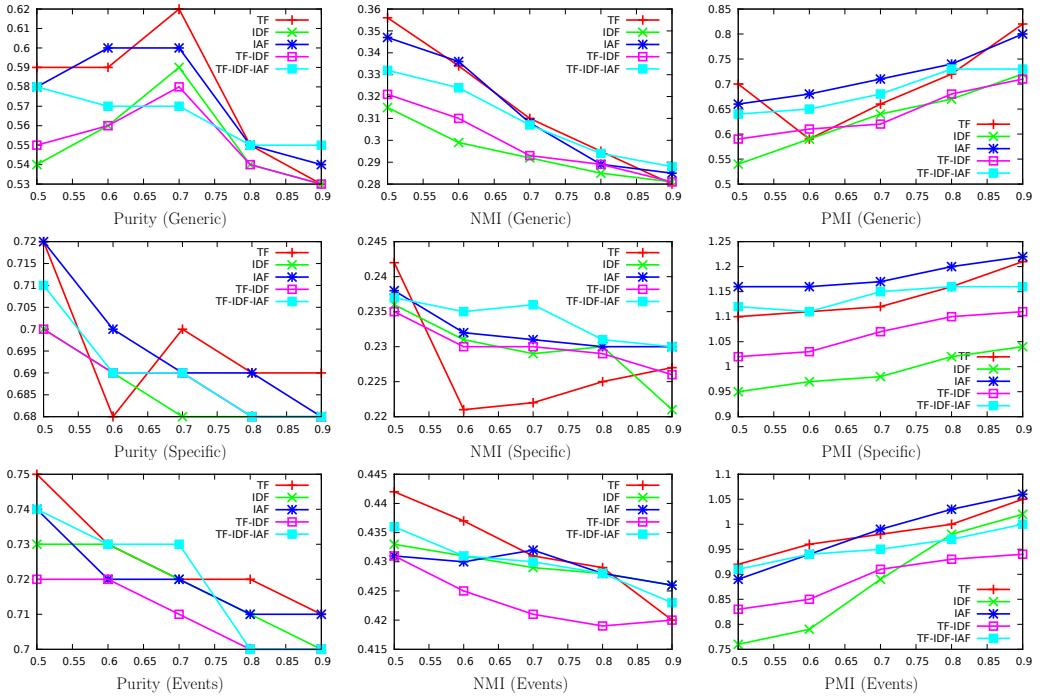 0.62
0.61
0.6
0.59
0.58
0.57
0.56
0.55
0.54
0.53
0.5 0.55 0.6 0.65 0.7 0.75 0.8 0.85 0.9
TF
IDF
IAF
TF-IDF
TF-IDF-IAF
Purity (Generic)
0.36
0.35
0.34
0.33
0.32
0.31
0.3
0.29
0.28
0.5 0.55 0.6 0.65 0.7 0.75 0.8 0.85 0.9
TF
IDF
IAF
TF-IDF
TF-IDF-IAF
NMI (Generic)
0.85
0.8
0.75
0.7
0.65
0.6
0.55
0.5
0.5 0.55 0.6 0.65 0.7 0.75 0.8 0.85 0.9
TF
IDF
IAF
TF-IDF
TF-IDF-IAF
PMI (Generic)
0.72
0.715
0.71
0.705
0.7
0.695
0.69
0.685
0.68
0.5 0.55 0.6 0.65 0.7 0.75 0.8 0.85 0.9
TF
IDF
IAF
TF-IDF
TF-IDF-IAF
Purity (Specific)
0.245
0.24
0.235
0.23
0.225
0.22
0.5 0.55 0.6 0.65 0.7 0.75 0.8 0.85 0.9
TF
IDF
IAF
TF-IDF
TF-IDF-IAF
NMI (Specific)
1.25
1.2
1.15
1.1
1.05
1
0.95
0.9
0.5 0.55 0.6 0.65 0.7 0.75 0.8 0.85 0.9
TF
IDF
IAF
TF-IDF
TF-IDF-IAF
PMI (Specific)
0.75
0.74
0.73
0.72
0.71
0.7
0.5 0.55 0.6 0.65 0.7 0.75 0.8 0.85 0.9
TF
IDF
IAF
TF-IDF
TF-IDF-IAF
Purity (Events)
0.445
0.44
0.435
0.43
0.425
0.42
0.415
0.5 0.55 0.6 0.65 0.7 0.75 0.8 0.85 0.9
TF
IDF
IAF
TF-IDF
TF-IDF-IAF
NMI (Events)
1.1
1.05
1
0.95
0.9
0.85
0.8
0.75
0.5 0.55 0.6 0.65 0.7 0.75 0.8 0.85 0.9
TF
IDF
IAF
TF-IDF
TF-IDF-IAF
PMI (Events)